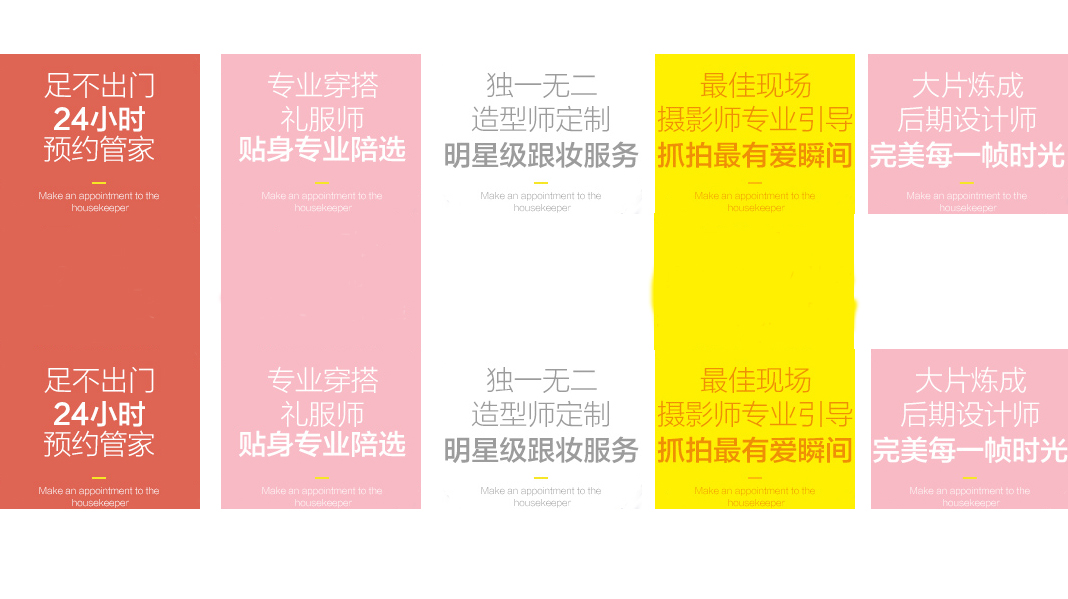 足不出门
24小时
预约管家
Make an appointment to the
housekeeper
专业穿搭
礼服师
贴身专业陪选
Make an appointment to the
housekeeper
独一无二
造型师定制
明星级跟妆服务
Make an appointment to the
housekeeper
最佳现场
摄影师专业引导
抓拍最有爱瞬间
Make an appointment to the
housekeeper
大片炼成
后期设计师
完美每一帧时光
Make an appointment to the
housekeeper
足不出门
24小时
预约管家
Make an appointment to the
housekeeper
专业穿搭
礼服师
贴身专业陪选
Make an appointment to the
housekeeper
独一无二
造型师定制
明星级跟妆服务
Make an appointment to the
housekeeper
最佳现场
摄影师专业引导
抓拍最有爱瞬间
Make an appointment to the
housekeeper
大片炼成
后期设计师
完美每一帧时光
Make an appointment to the
housekeeper